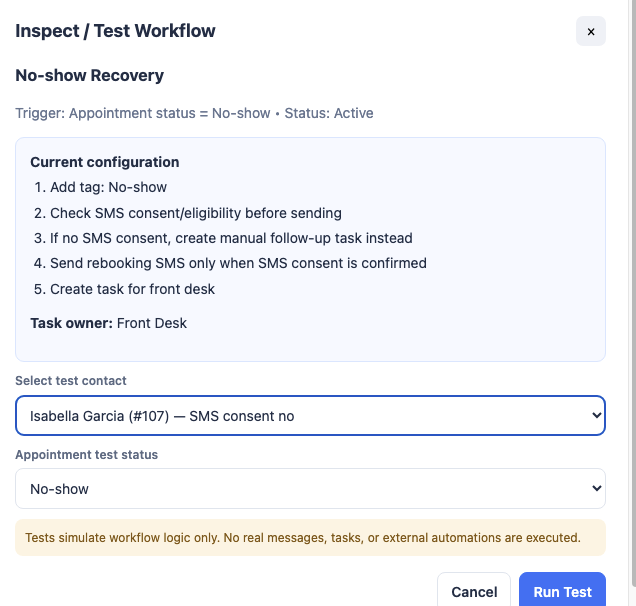 Inspect / Test Workflow
×
No-show Recovery
Trigger: Appointment status = No-show • Status: Active
Current configuration
1. Add tag: No-show
2. Check SMS consent/eligibility before sending
3. If no SMS consent, create manual follow-up task instead
4. Send rebooking SMS only when SMS consent is confirmed
5. Create task for front desk
Task owner: Front Desk
Select test contact
Isabella Garcia (#107) — SMS consent no
Appointment test status
No-show
Tests simulate workflow logic only. No real messages, tasks, or external automations are executed.
Cancel
Run Test